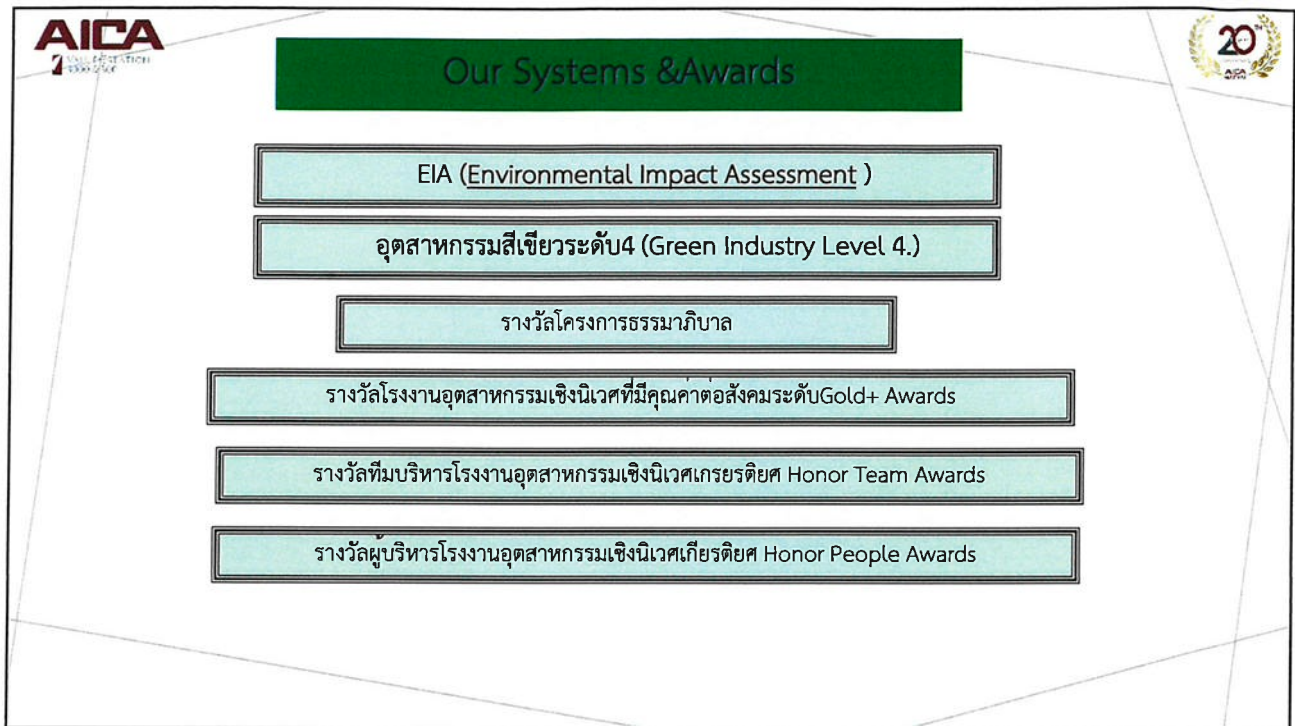 AICA
20TH
AICA
Our Systems &Awards
EIA (Environmental Impact Assessment )
อุตสาหกรรมสีเขียวระดับ4 (Green Industry Level 4.)
รางวัลโครงการธรรมาภิบาล
รางวัลโรงงานอุตสาหกรรมเชิงนิเวศที่มีคุณค่าต่อสังคมระดับGold+ Awards
รางวัลทีมบริหารโรงงานอุตสาหกรรมเชิงนิเวศเกรยรติยศ Honor Team Awards
รางวัลผู้บริหารโรงงานอุตสาหกรรมเชิงนิเวศเกียรติยศ Honor People Awards